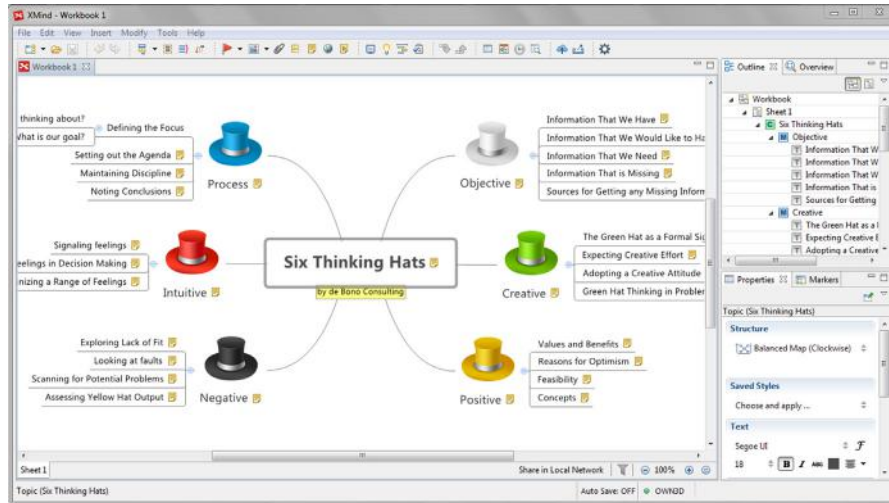 XMind - Workbook 1
File Edit View Insert Modify Tools Help
Workbook 1
thinking about?
What is our goal?
Defining the Focus
Setting out the Agenda
Maintaining Discipline
Noting Conclusions
Process
Signaling feelings
eelings in Decision Making
nizing a Range of Feelings
Intuitive
Exploring Lack of Fit
Looking at faults
Scanning for Potential Problems
Assessing Yellow Hat Output
Negative
Six Thinking Hats
by de Bono Consulting
Objective
Information That We Have
Information That We Would Like to Ha
Information That We Need
Information That is Missing
Sources for Getting any Missing Inform
Creative
The Green Hat as a Formal Sig
Expecting Creative Effort
Adopting a Creative Attitude
Green Hat Thinking in Problem
Positive
Values and Benefits
Reasons for Optimism
Feasibility
Concepts
Outline
Overview
Workbook
Sheet 1
Six Thinking Hats
Objective
Information That W
Information That W
Information That W
Information That is
Sources for Getting
Creative
The Green Hat as a
Expecting Creative E
Adopting a Creative
Properties
Markers
Topic (Six Thinking Hats)
Structure
Balanced Map (Clockwise)
Saved Styles
Choose and apply ...
Text
Segoe UI
18 B I ABC
Sheet 1
Share in Local Network
100%
Topic (Six Thinking Hats)
Auto Save: OFF
OWN3D